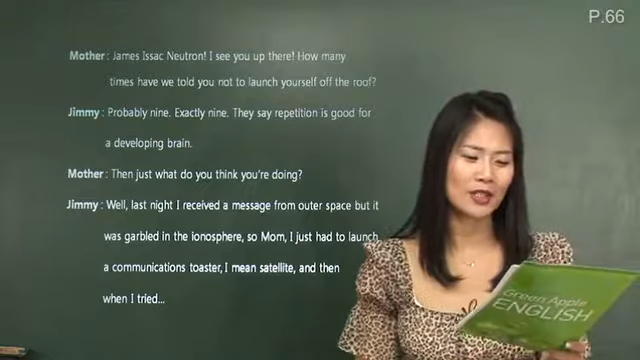 P.66
Mother : James Issac Neutron! I see you up there! How many
times have we told you not to launch yourself off the roof?
Jimmy : Probably nine. Exactly nine. They say repetition is good for
a developing brain.
Mother : Then just what do you think you're doing?
Jimmy : Well, last night I received a message from outer space but it
was garbled in the ionosphere, so Mom, I just had to launch
a communications toaster, I mean satellite, and then
when I tried...
Green Apple
ENGLISH